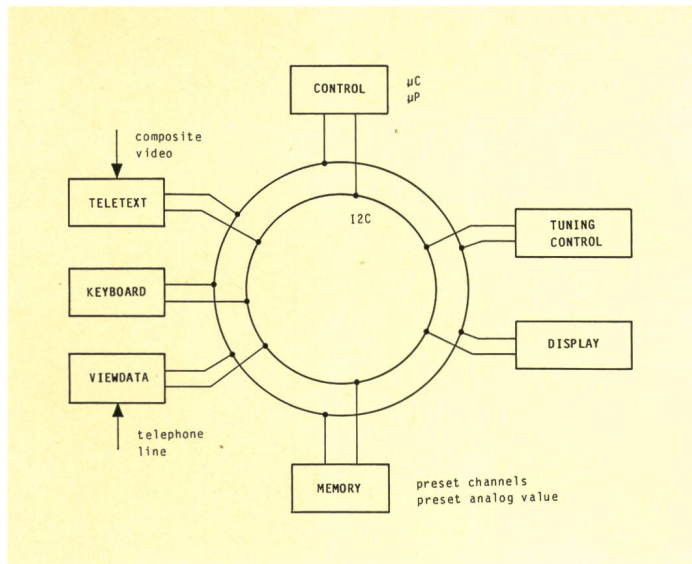 CONTROL
µC
µP
composite
video
TELETEXT
I2C
TUNING
CONTROL
KEYBOARD
DISPLAY
VIEWDATA
telephone
line
MEMORY
preset channels
preset analog value